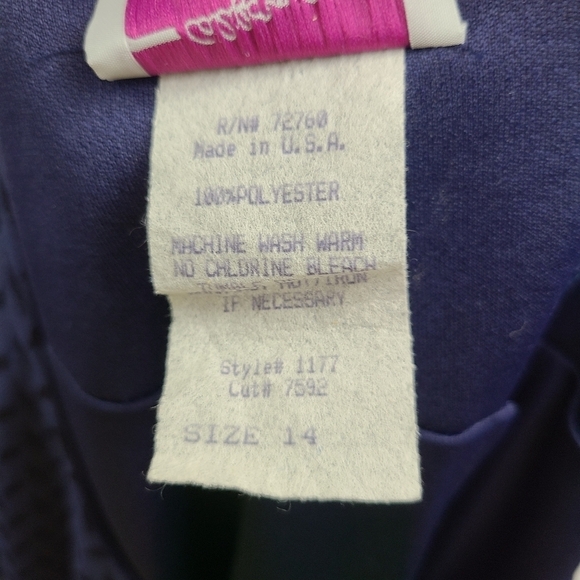 R/N# 72760
Made in U.S.A.
100%POLYESTER
MACHINE WASH WARM
NO CHLORINE BLEACH
IRON
IF NECESSARY
Style# 1177
Cut# 7592
SIZE 14